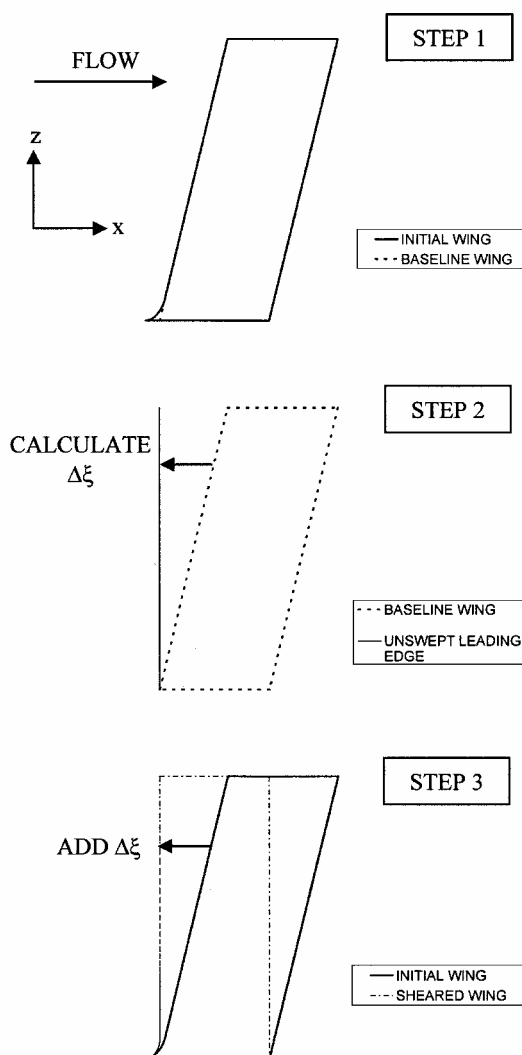 STEP 1
FLOW
z
x
INITIAL WING
BASELINE WING
STEP 2
CALCULATE
Δξ
BASELINE WING
UNSWEPT LEADING
EDGE
STEP 3
ADD Δξ
INITIAL WING
SHEARED WING